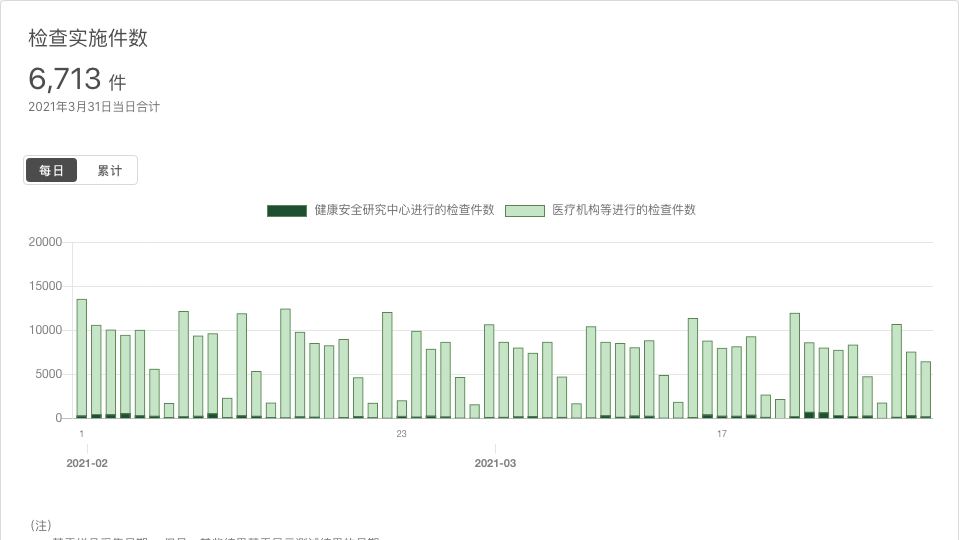 检查实施件数
6,713 件
2021年3月31日当日合计
每日 累计
健康安全研究中心进行的检查件数 医疗机构等进行的检查件数
20000
15000
10000
5000
0
1 23 17
2021-02 2021-03
(注)